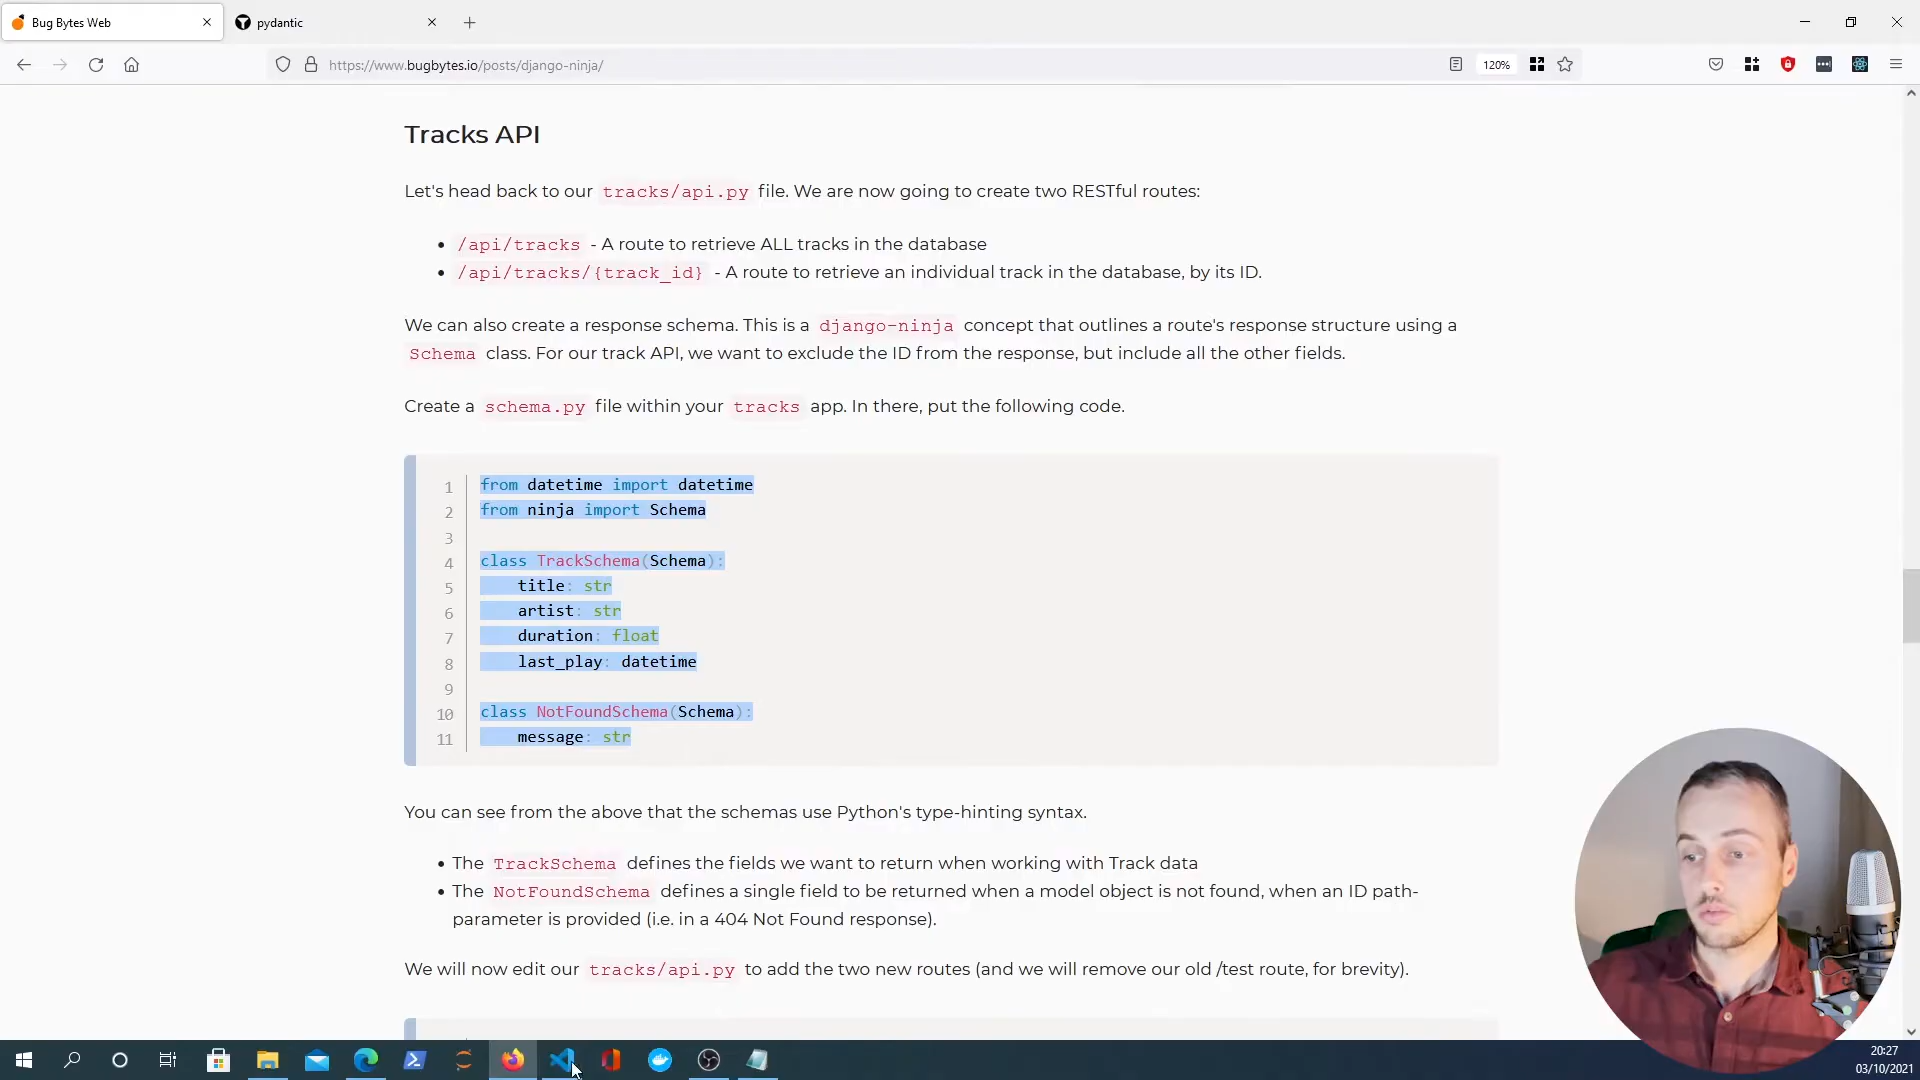 Bug Bytes Web
pydantic
https://www.bugbytes.io/posts/django-ninja/
120%
Tracks API
Let's head back to our tracks/api.py file. We are now going to create two RESTful routes:
/api/tracks - A route to retrieve ALL tracks in the database
/api/tracks/{track_id} - A route to retrieve an individual track in the database, by its ID.
We can also create a response schema. This is a django-ninja concept that outlines a route's response structure using a
Schema class. For our track API, we want to exclude the ID from the response, but include all the other fields.
Create a schema.py file within your tracks app. In there, put the following code.
1 from datetime import datetime
2 from ninja import Schema
3
4 class TrackSchema(Schema):
5 title: str
6 artist: str
7 duration: float
8 last_play: datetime
9
10 class NotFoundSchema(Schema):
11 message: str
You can see from the above that the schemas use Python's type-hinting syntax.
The TrackSchema defines the fields we want to return when working with Track data
The NotFoundSchema defines a single field to be returned when a model object is not found, when an ID path-
parameter is provided (i.e. in a 404 Not Found response).
We will now edit our tracks/api.py to add the two new routes (and we will remove our old /test route, for brevity).
20:27
03/10/2021